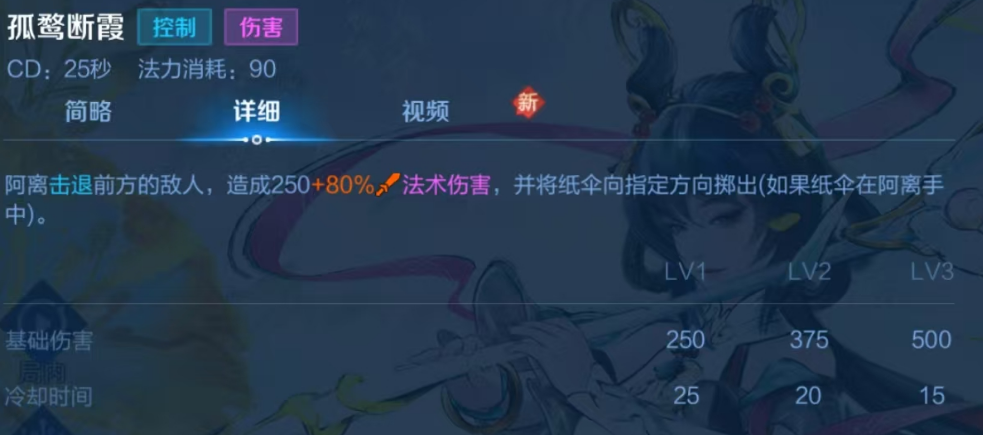 孤鹜断霞 控制 伤害
CD：25秒 法力消耗：90
简略 详细 视频 新
阿离击退前方的敌人，造成250+80%法术伤害，并将纸伞向指定方向掷出(如果纸伞在阿离手
中)。
LV1 LV2 LV3
基础伤害 250 375 500
冷却时间 25 20 15